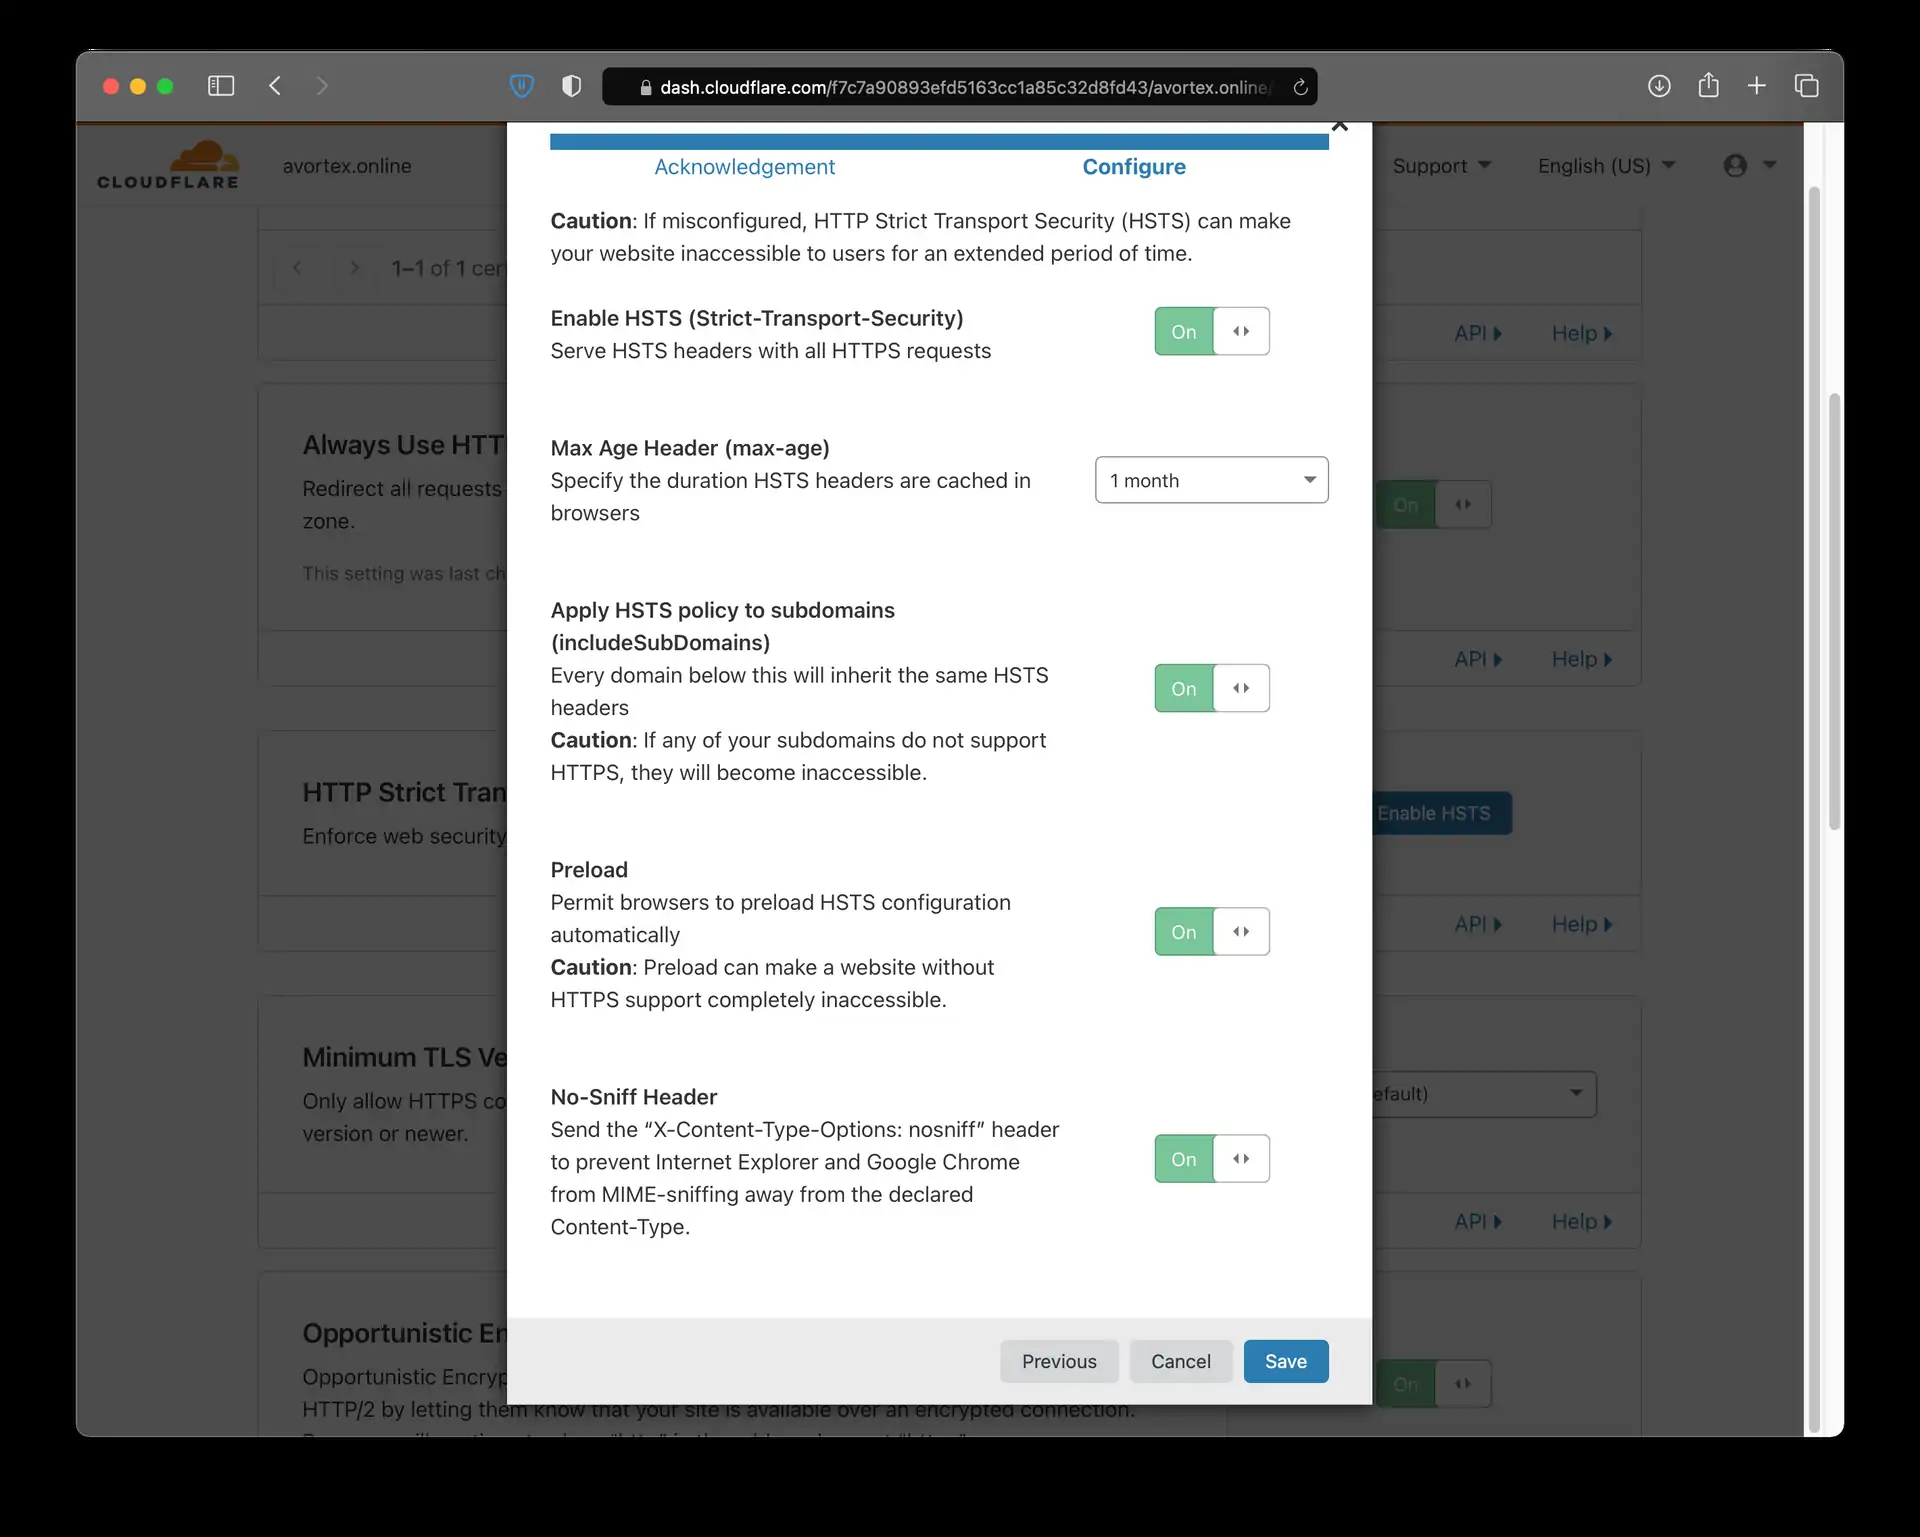 dash.cloudflare.com/f7c7a90893efd5163cc1a85c32d8fd43/avortex.online/
CLOUDFLARE
avortex.online
Support
English (US)
Acknowledgement
Configure
Caution: If misconfigured, HTTP Strict Transport Security (HSTS) can make
your website inaccessible to users for an extended period of time.
1–1 of 1 cer
Enable HSTS (Strict-Transport-Security)
Serve HSTS headers with all HTTPS requests
On
API
Help
Always Use HTT
Redirect all requests
zone.
This setting was last ch
On
Max Age Header (max-age)
Specify the duration HSTS headers are cached in
browsers
1 month
API
Help
Apply HSTS policy to subdomains
(includeSubDomains)
Every domain below this will inherit the same HSTS
headers
Caution: If any of your subdomains do not support
HTTPS, they will become inaccessible.
On
HTTP Strict Tran
Enforce web security
Enable HSTS
API
Help
Preload
Permit browsers to preload HSTS configuration
automatically
Caution: Preload can make a website without
HTTPS support completely inaccessible.
On
Minimum TLS Ve
Only allow HTTPS co
version or newer.
efault)
API
Help
No-Sniff Header
Send the “X-Content-Type-Options: nosniff” header
to prevent Internet Explorer and Google Chrome
from MIME-sniffing away from the declared
Content-Type.
On
Opportunistic En
Opportunistic Encryp
HTTP/2 by letting them know that your site is available over an encrypted connection.
On
Previous
Cancel
Save